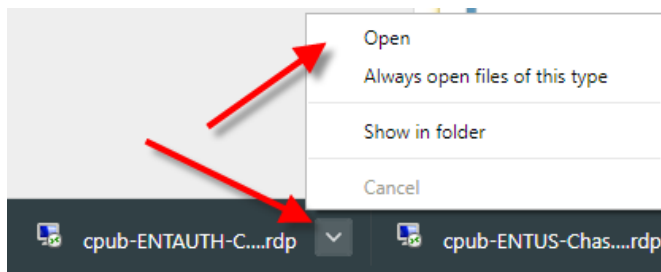 Open
Always open files of this type
Show in folder
Cancel
cpub-ENTAUTH-C....rdp
cpub-ENTUS-Chas....rdp